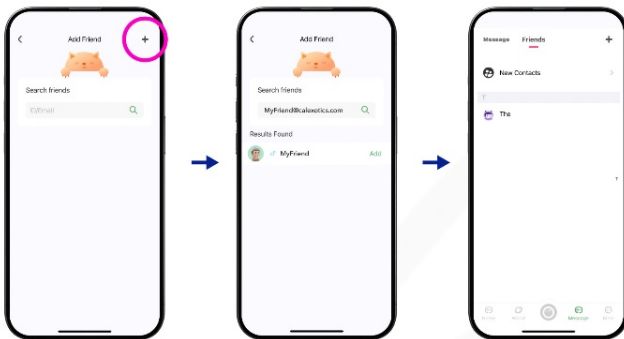 Add Friend
Search friends
ID/Email
Add Friend
Search friends
MyFriend@calexotics.com
Results Found
MyFriend
Add
Message Friends
New Contacts
T
The
T
Message